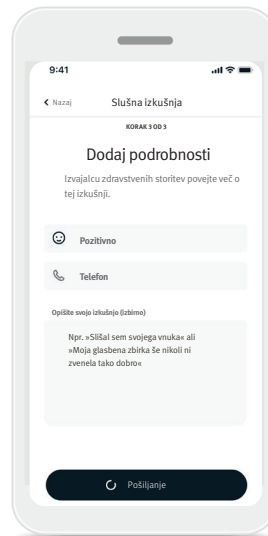 9:41
Nazaj
Slušna izkušnja
KORAK 3 OD 3
Dodaj podrobnosti
Izvajalcu zdravstvenih storitev povejte več o
tej izkušnji.
Pozitivno
Telefon
Opišite svojo izkušnjo (izbirno)
Npr. »Slišal sem svojega vnuka« ali
»Moja glasbena zbirka še nikoli ni
zvenela tako dobro«
Pošiljanje